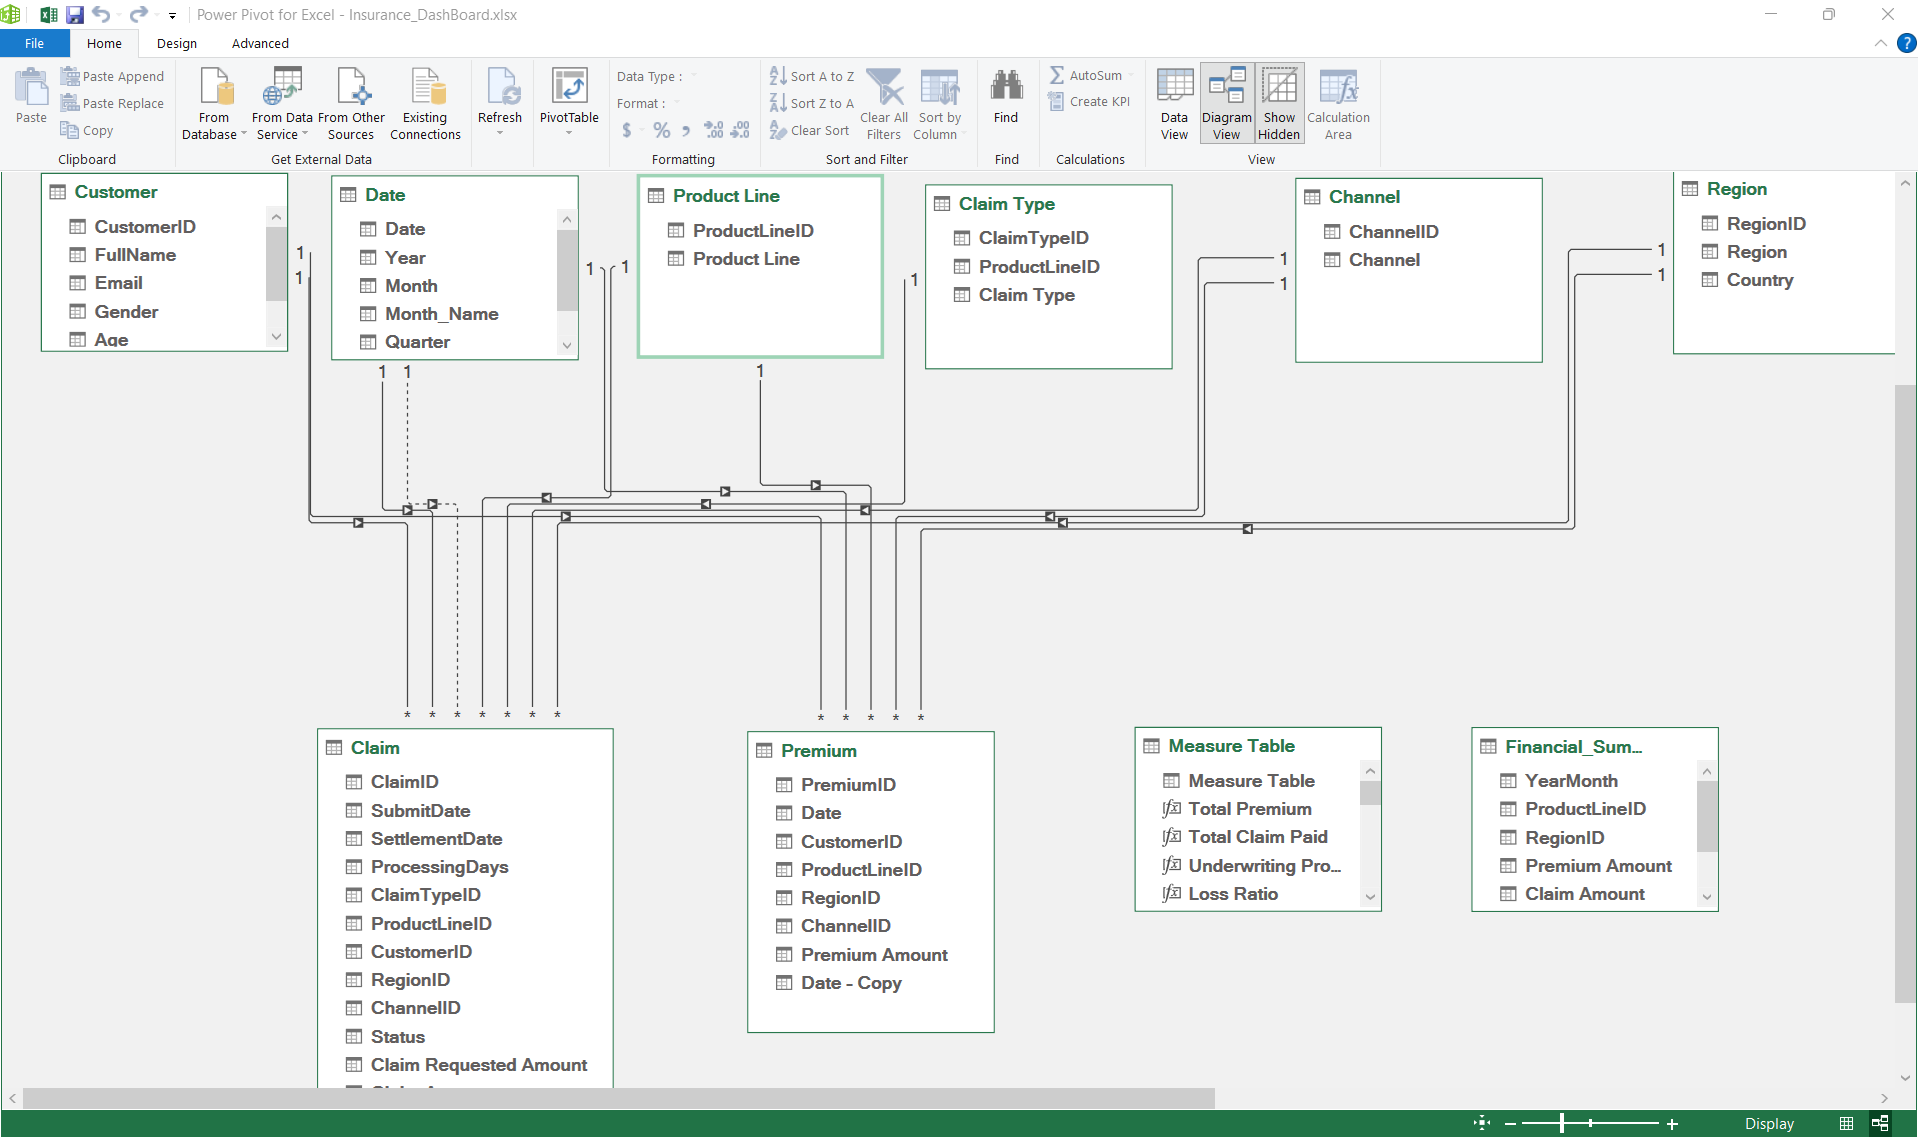 Power Pivot for Excel - Insurance_DashBoard.xlsx
File Home Design Advanced
Paste
Paste Append
Paste Replace
Copy
Clipboard
From Database
From Data Service
From Other Sources
Existing Connections
Get External Data
Refresh
PivotTable
Data Type :
Format :
$ % ,
Formatting
Sort A to Z
Sort Z to A
Clear Sort
Clear All Filters
Sort by Column
Sort and Filter
Find
Find
AutoSum
Create KPI
Calculations
Data View
Diagram View
Show Hidden
Calculation Area
View
Customer
CustomerID
FullName
Email
Gender
Age
Date
Date
Year
Month
Month_Name
Quarter
Product Line
ProductLineID
Product Line
Claim Type
ClaimTypeID
ProductLineID
Claim Type
Channel
ChannelID
Channel
Region
RegionID
Region
Country
1 1 1 1 1 1 1
1 1 1
1 1
* * * * * * *
* * * * *
Claim
ClaimID
SubmitDate
SettlementDate
ProcessingDays
ClaimTypeID
ProductLineID
CustomerID
RegionID
ChannelID
Status
Claim Requested Amount
Premium
PremiumID
Date
CustomerID
ProductLineID
RegionID
ChannelID
Premium Amount
Date - Copy
Measure Table
Measure Table
Total Premium
Total Claim Paid
Underwriting Pro...
Loss Ratio
Financial_Sum...
YearMonth
ProductLineID
RegionID
Premium Amount
Claim Amount
Display